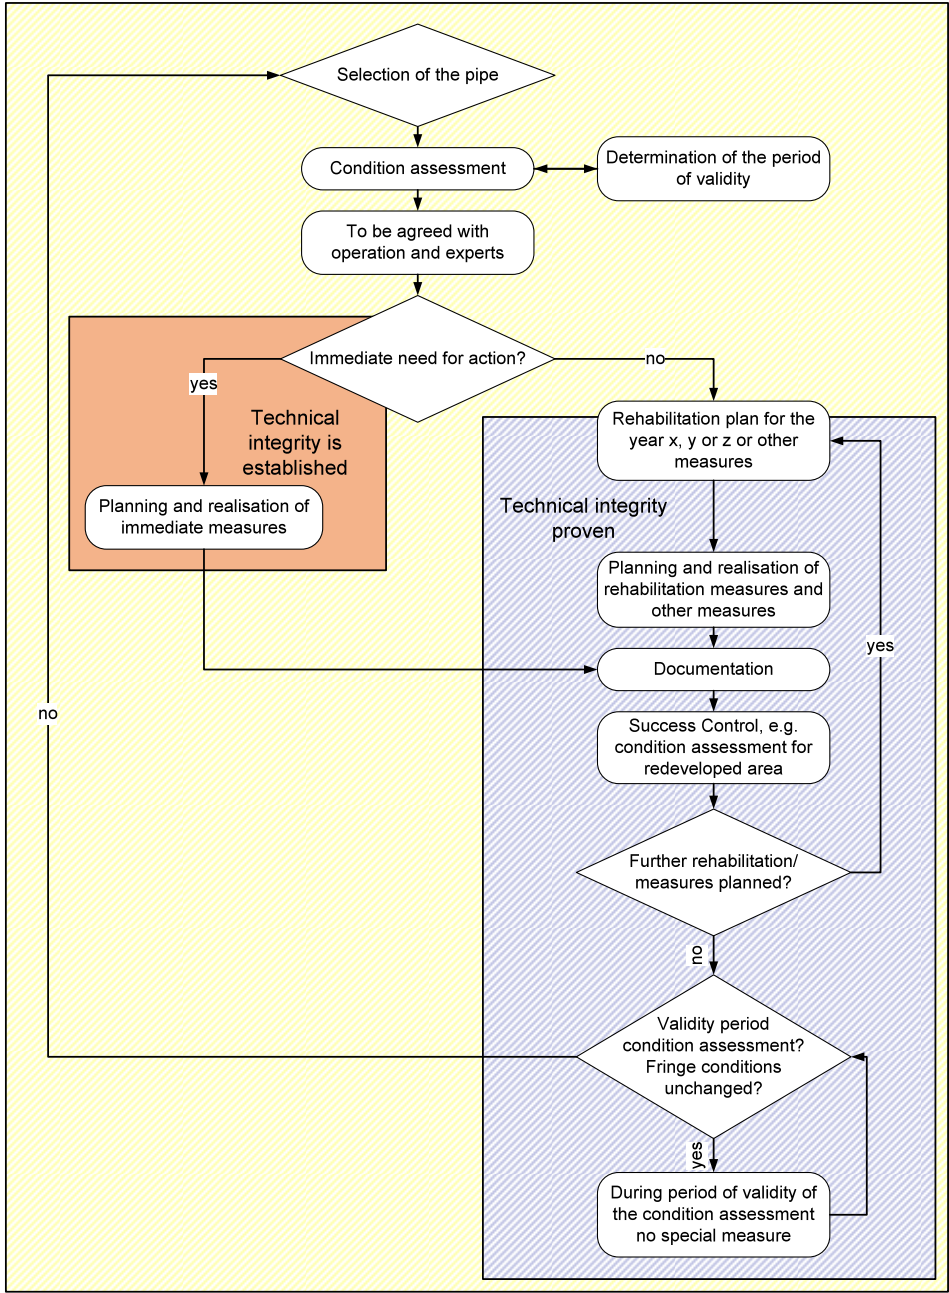 Selection of the pipe
Condition assessment
Determination of the period
of validity
To be agreed with
operation and experts
Immediate need for action?
yes
no
Technical
integrity is
established
Rehabilitation plan for the
year x, y or z or other
measures
Planning and realisation of
immediate measures
Technical integrity
proven
Planning and realisation of
rehabilitation measures and
other measures
yes
Documentation
no
Success Control, e.g.
condition assessment for
redeveloped area
Further rehabilitation/
measures planned?
no
Validity period
condition assessment?
Fringe conditions
unchanged?
yes
During period of validity of
the condition assessment
no special measure